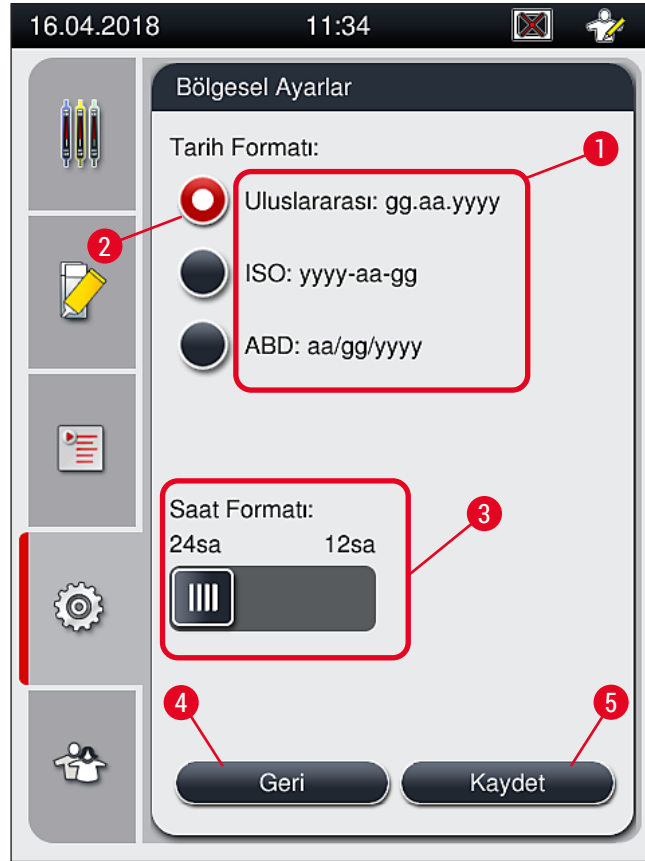 16.04.2018 11:34
Bölgesel Ayarlar
Tarih Formatı:
1
Uluslararası: gg.aa.yyyy
2
ISO: yyyy-aa-gg
ABD: aa/gg/yyyy
Saat Formatı:
3
24sa 12sa
4 5
Geri Kaydet